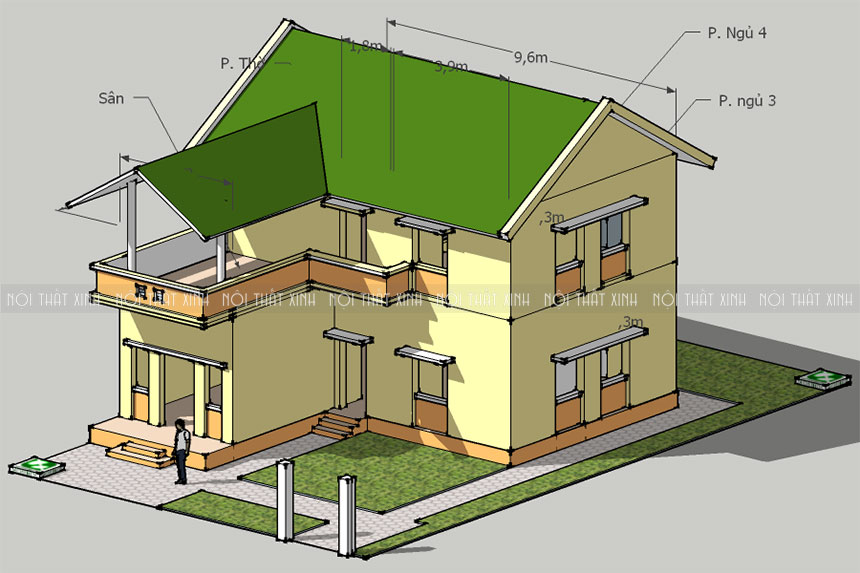 P. Ngủ 4
9,6m
1,8m
3,9m
P. Thờ
Sân
P. ngủ 3
,3m
NỘI THẤT XINH NỘI THẤT XINH NỘI THẤT XINH NỘI THẤT XINH NỘI THẤT XINH NỘI THẤT XINH NỘI THẤT XINH NỘI THẤT XINH
,3m